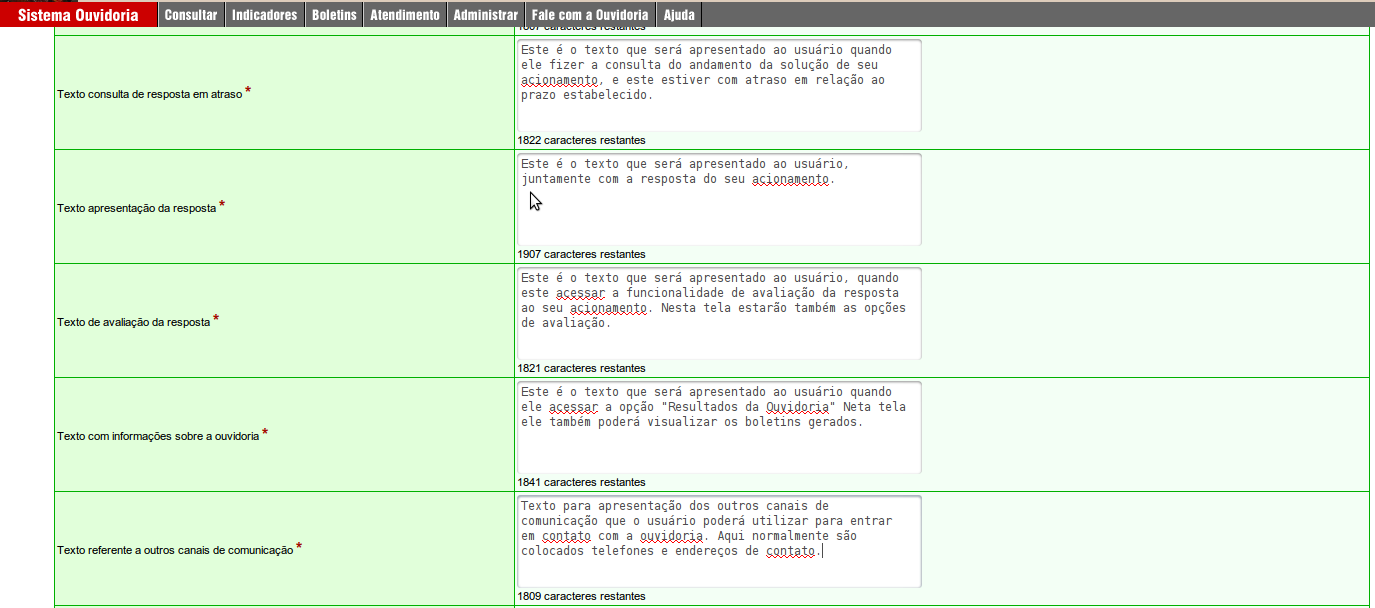 Sistema Ouvidoria Consultar Indicadores Boletins Atendimento Administrar Fale com a Ouvidoria Ajuda
1807 caracteres restantes
Texto consulta de resposta em atraso *
Este é o texto que será apresentado ao usuário quando
ele fizer a consulta do andamento da solução de seu
acionamento, e este estiver com atraso em relação ao
prazo estabelecido.
1822 caracteres restantes
Texto apresentação da resposta *
Este é o texto que será apresentado ao usuário,
juntamente com a resposta do seu acionamento.
1907 caracteres restantes
Texto de avaliação da resposta *
Este é o texto que será apresentado ao usuário, quando
este acessar a funcionalidade de avaliação da resposta
ao seu acionamento. Nesta tela estarão também as opções
de avaliação.
1821 caracteres restantes
Texto com informações sobre a ouvidoria *
Este é o texto que será apresentado ao usuário quando
ele acessar a opção "Resultados da Ouvidoria" Neta tela
ele também poderá visualizar os boletins gerados.
1841 caracteres restantes
Texto referente a outros canais de comunicação *
Texto para apresentação dos outros canais de
comunicação que o usuário poderá utilizar para entrar
em contato com a ouvidoria. Aqui normalmente são
colocados telefones e endereços de contato.
1809 caracteres restantes